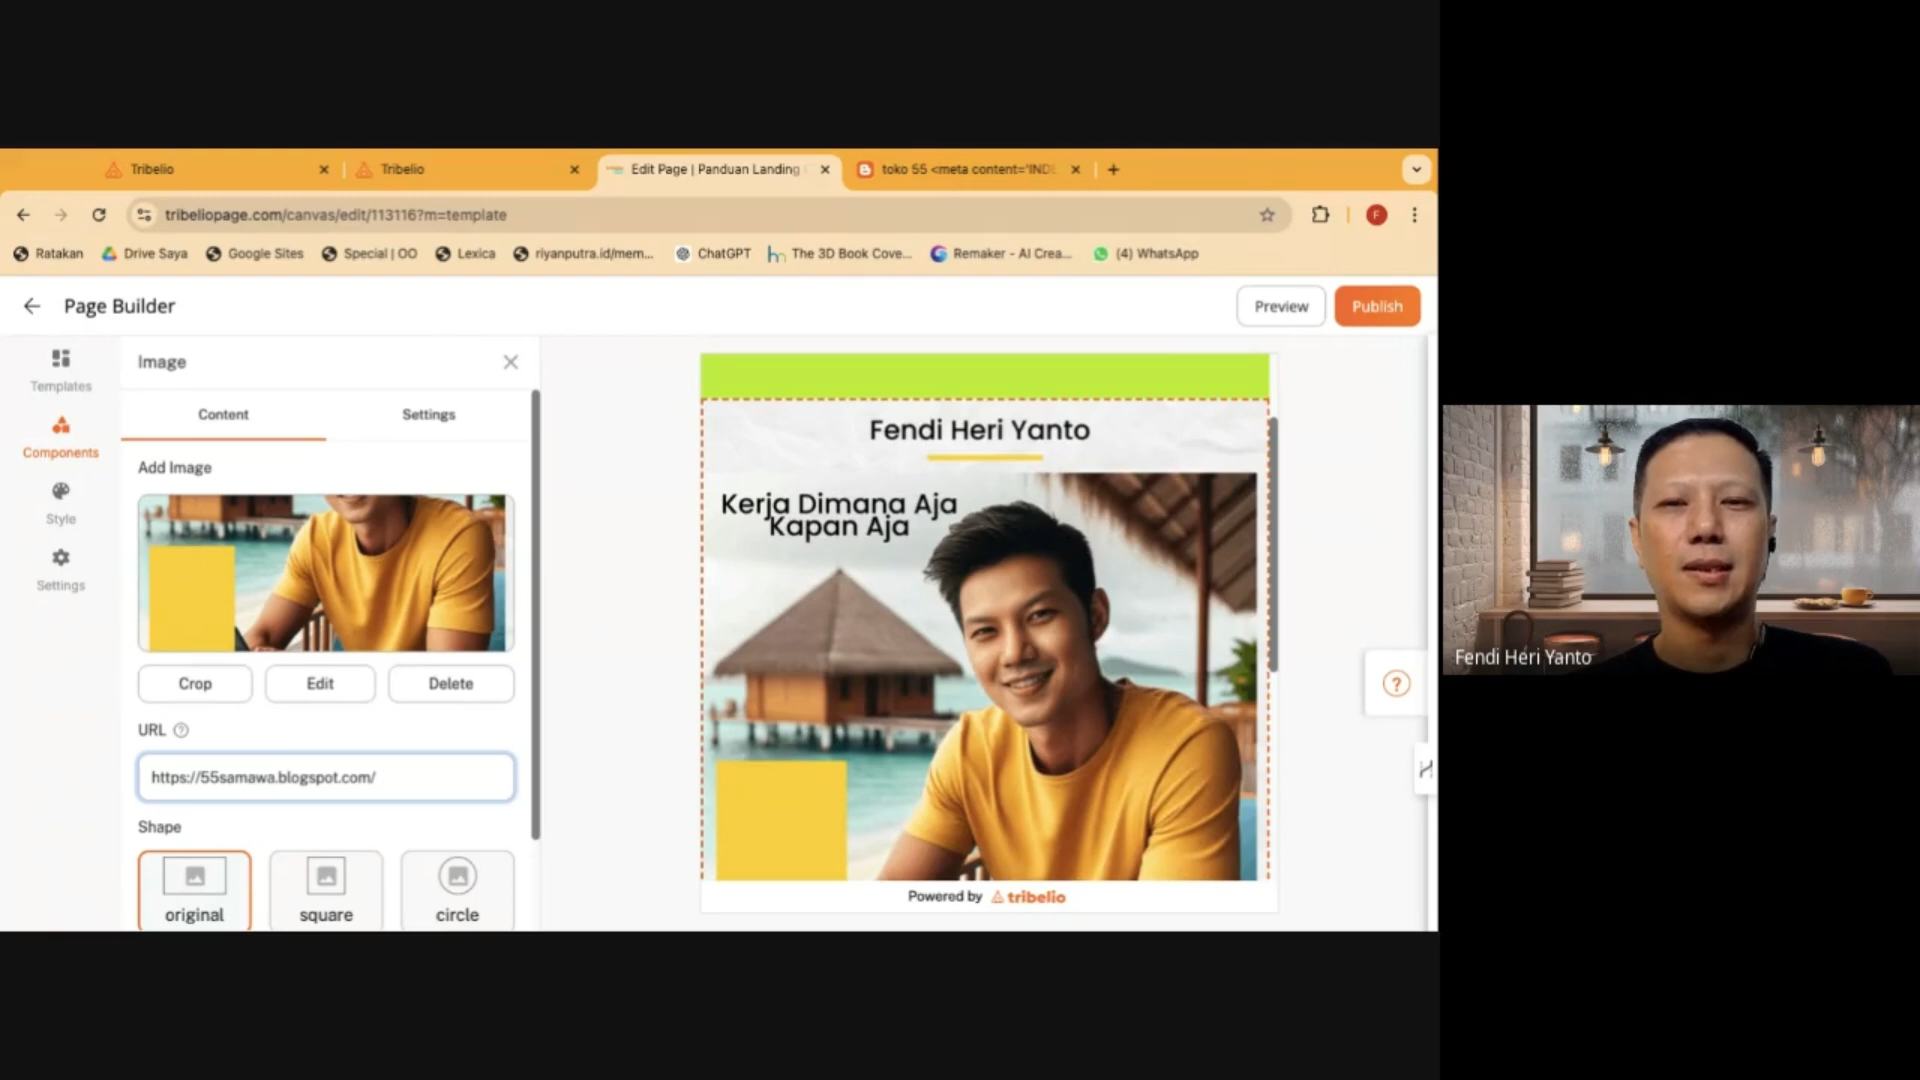 Tribelio
Tribelio
Edit Page | Panduan Landing
toko 55 <meta content='IND
tribeliopage.com/canvas/edit/113116?m=template
F
Ratakan
Drive Saya
Google Sites
Special | OO
Lexica
riyanputra.id/mem...
ChatGPT
The 3D Book Cove...
Remaker - AI Crea...
(4) WhatsApp
Page Builder
Preview
Publish
Templates
Components
Style
Settings
Image
Content
Settings
Add Image
Crop
Edit
Delete
URL ?
https://55samawa.blogspot.com/
Shape
original
square
circle
Fendi Heri Yanto
Kerja Dimana Aja
Kapan Aja
Powered by tribelio
?
Fendi Heri Yanto